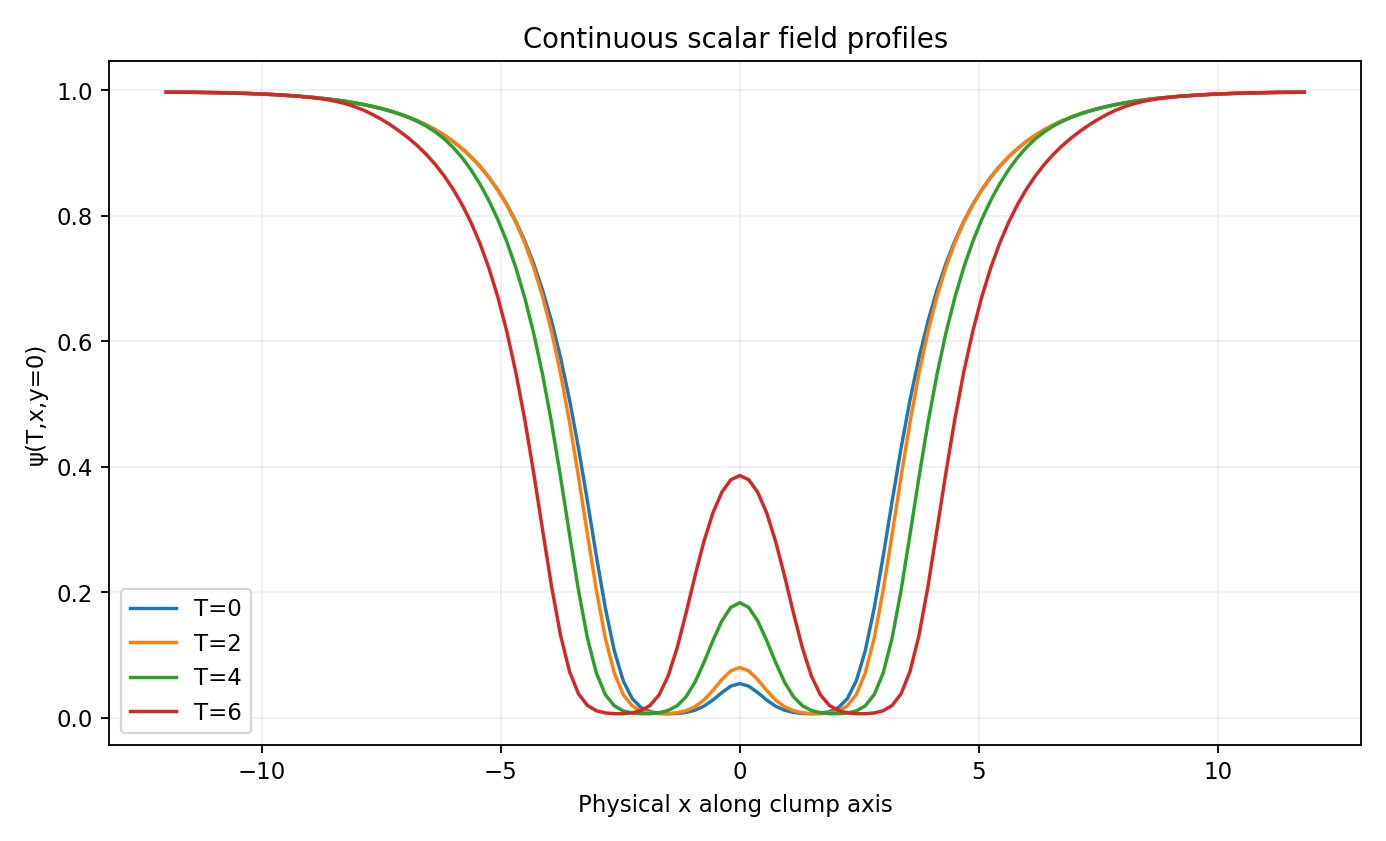 Continuous scalar field profiles
ψ(T,x,y=0)
1.0
0.8
0.6
0.4
0.2
0.0
T=0
T=2
T=4
T=6
−10
−5
0
5
10
Physical x along clump axis